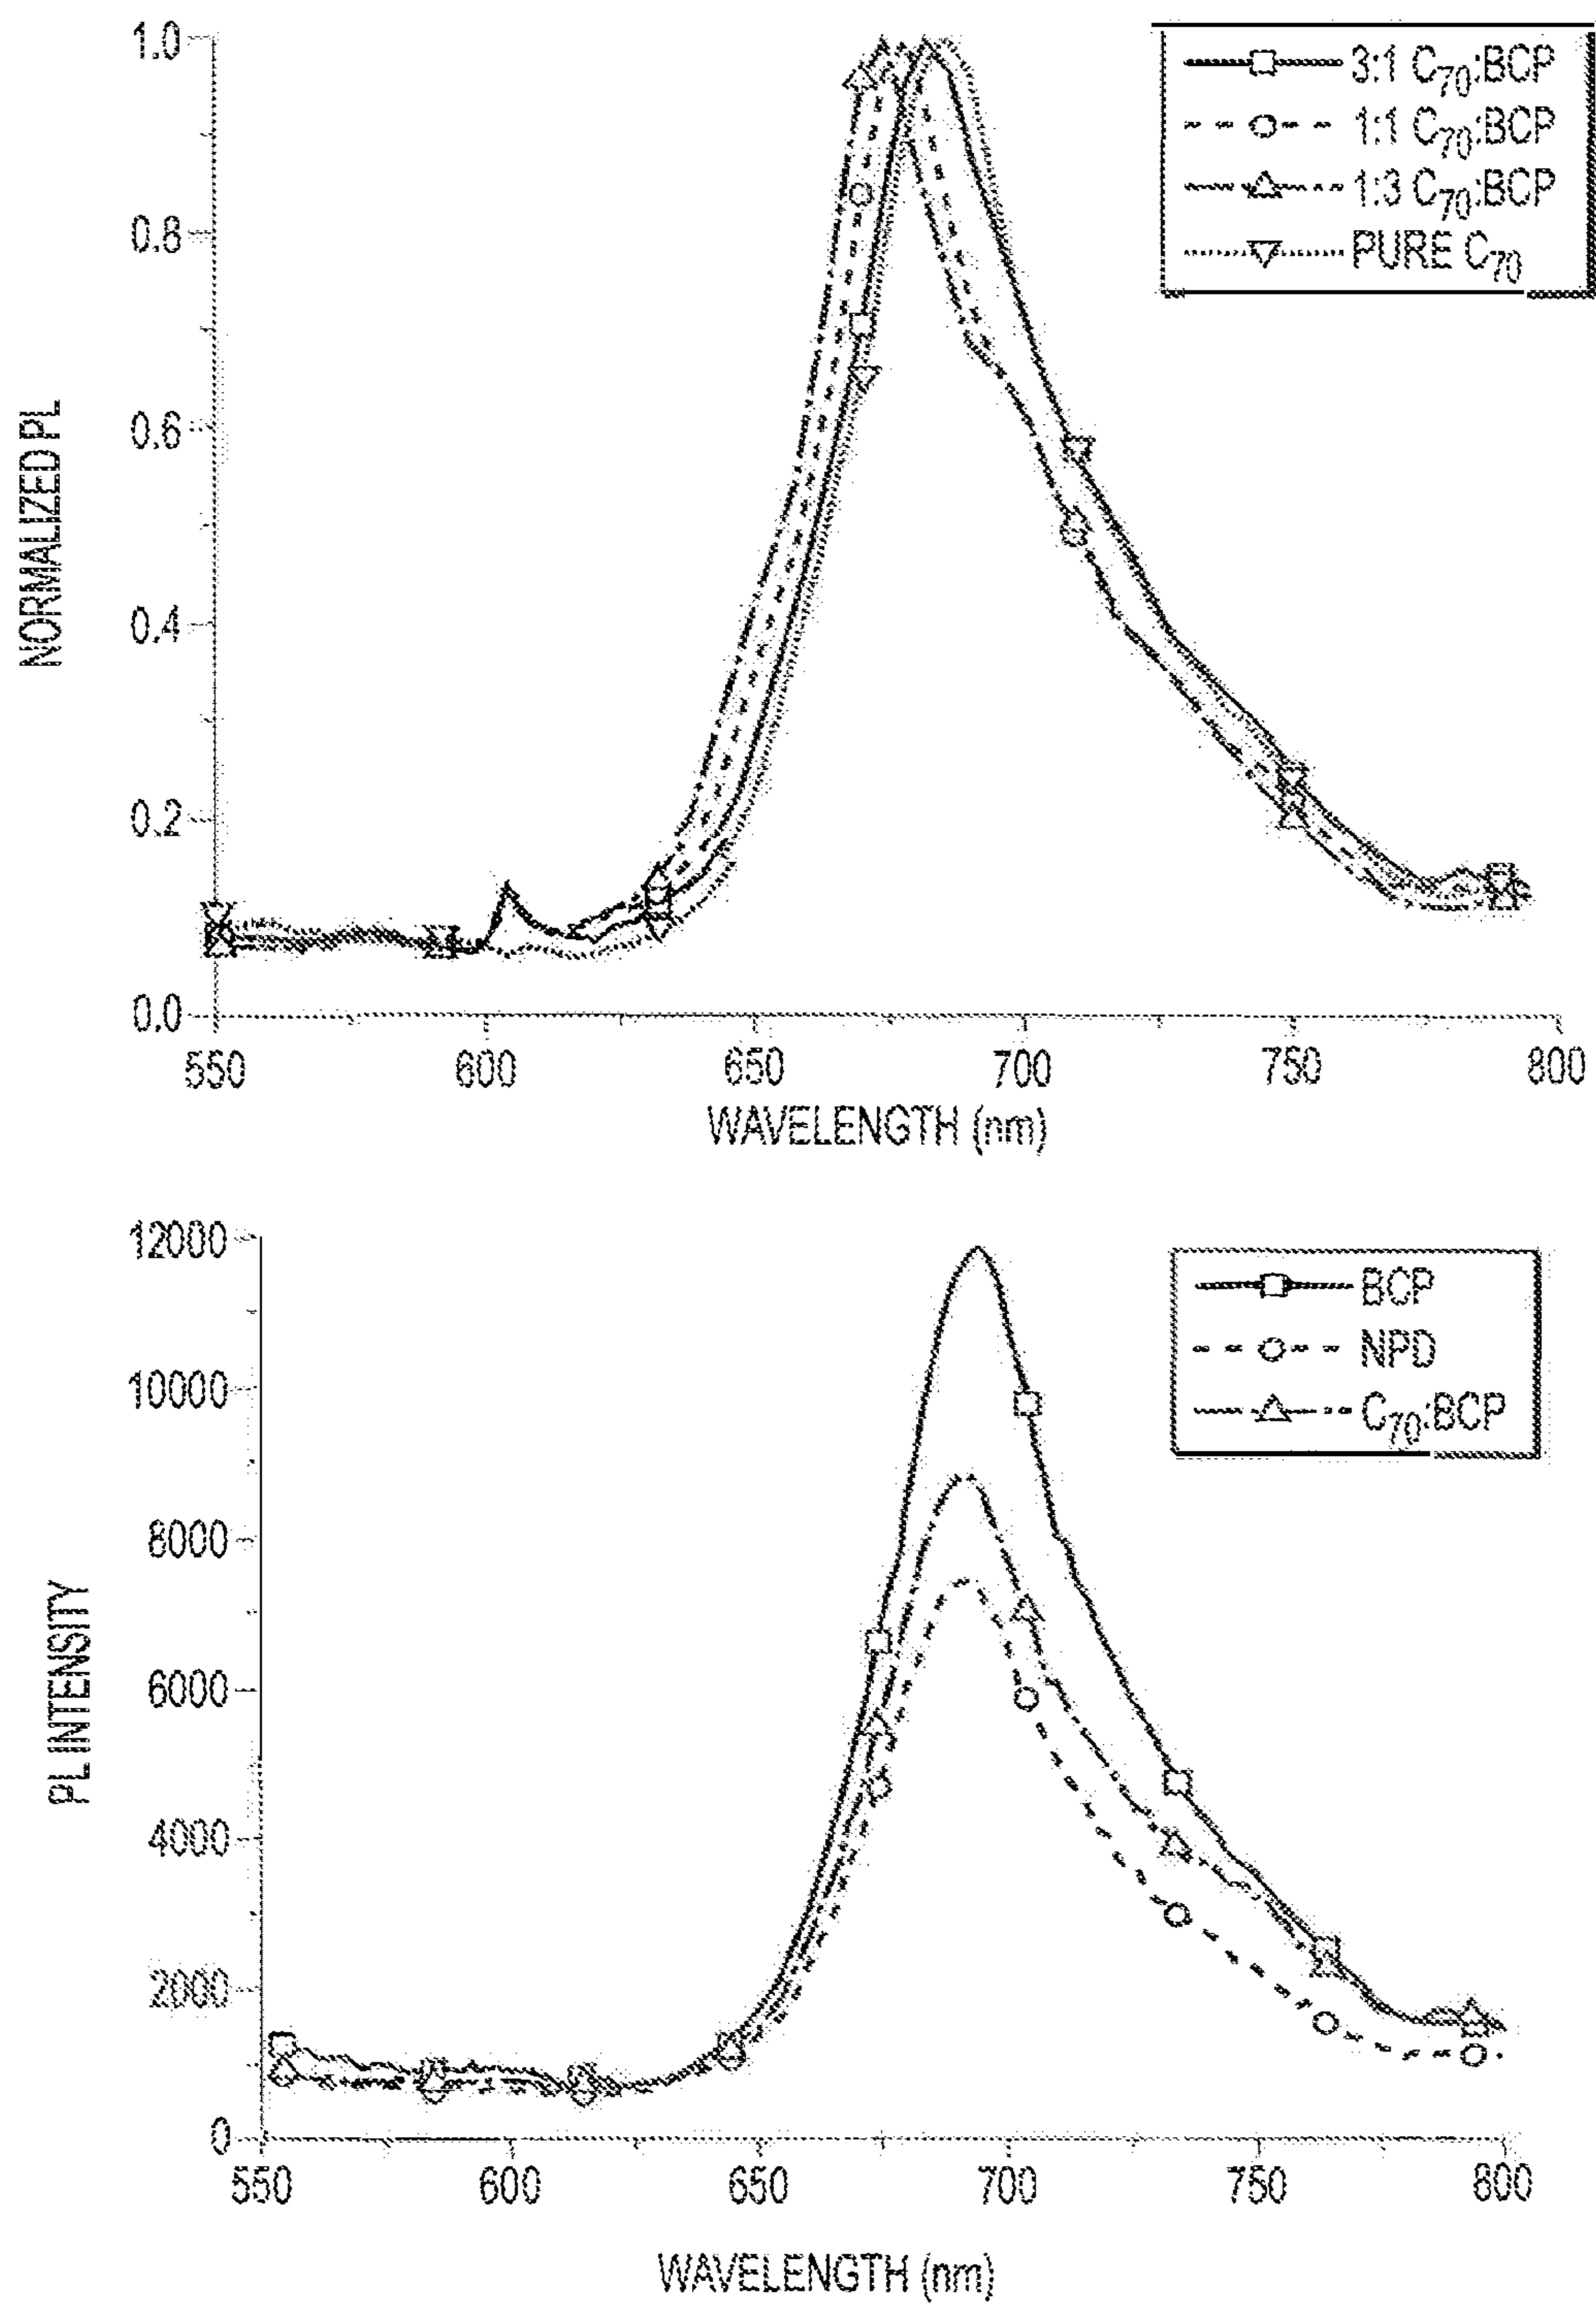 1.0
0.8
0.6
0.4
0.2
0.0
NORMALIZED PL
3:1 C70:BCP
1:1 C70:BCP
1:3 C70:BCP
PURE C70
550 600 650 700 750 800
WAVELENGTH (nm)
12000
10000
8000
6000
4000
2000
0
PL INTENSITY
BCP
NPD
C70:BCP
550 600 650 700 750 800
WAVELENGTH (nm)